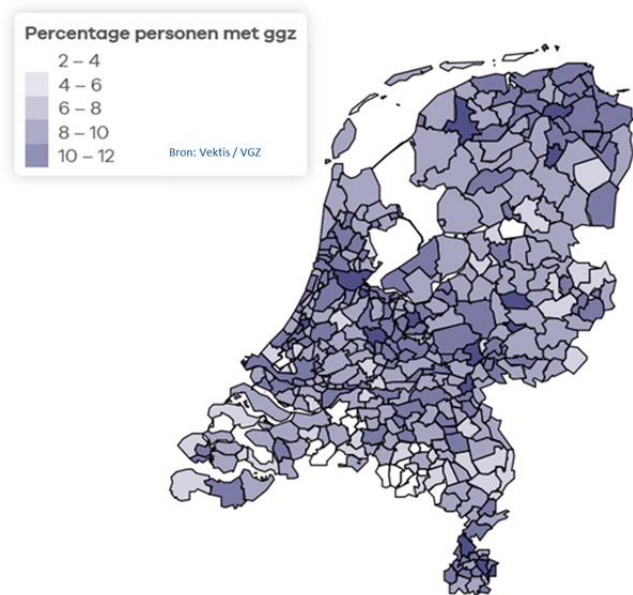 Percentage personen met ggz
2 – 4
4 – 6
6 – 8
8 – 10
10 – 12
Bron: Vektis / VGZ